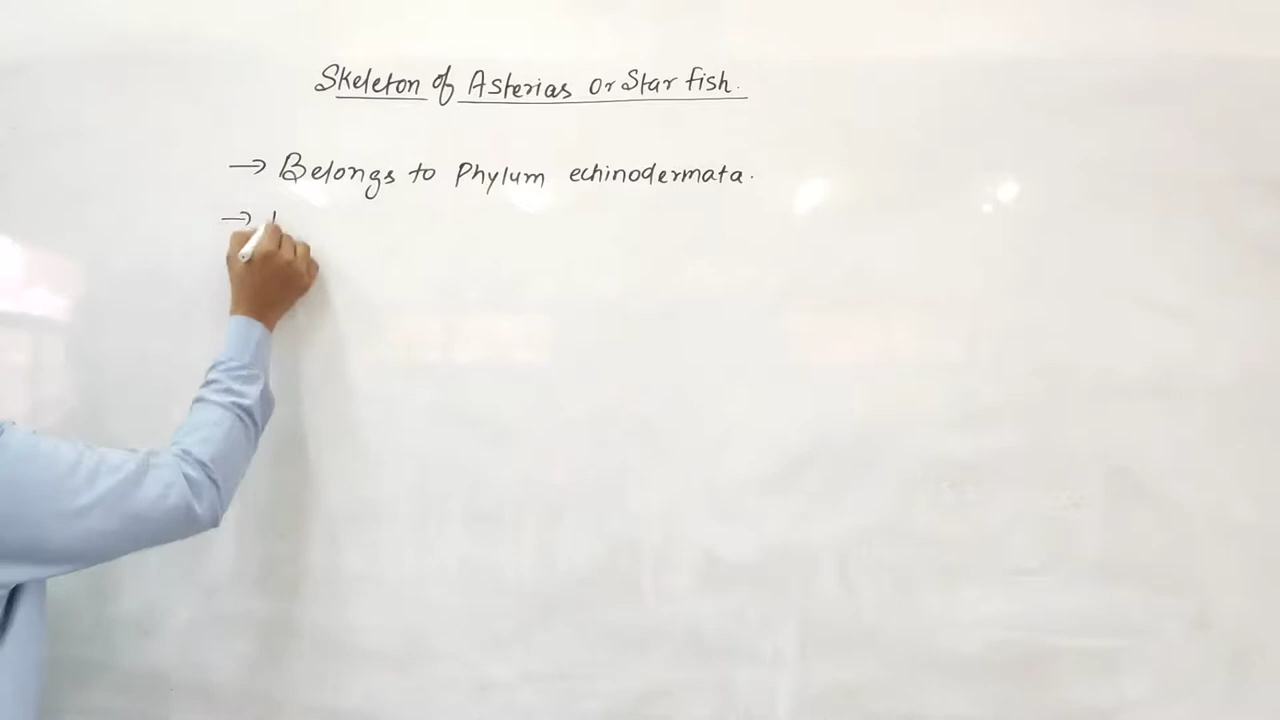 Skeleton of Asterias or Star fish.
→ Belongs to Phylum echinodermata.
→